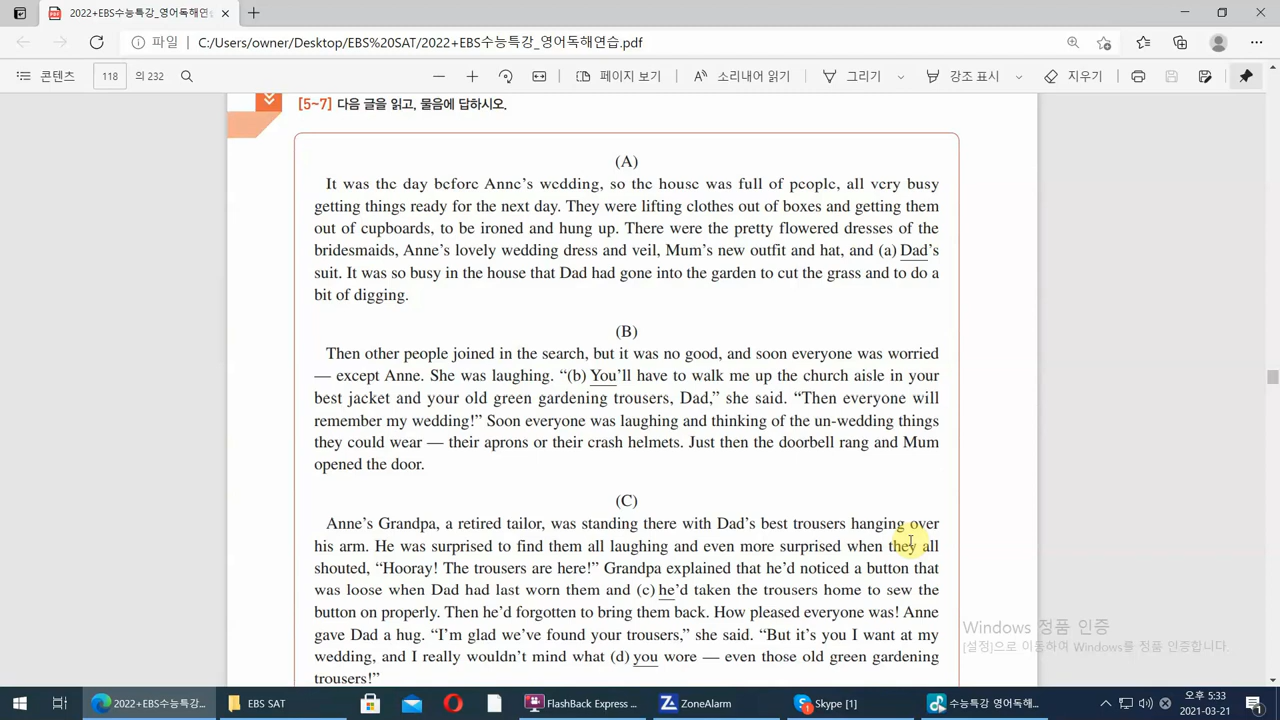 2022+EBS수능특강_영어독해연습
파일
C:/Users/owner/Desktop/EBS%20SAT/2022+EBS수능특강_영어독해연습.pdf
콘텐츠
118
의 232
페이지 보기
소리내어 읽기
그리기
강조 표시
지우기
[5~7] 다음 글을 읽고, 물음에 답하시오.
(A)
It was the day before Anne's wedding, so the house was full of people, all very busy
getting things ready for the next day. They were lifting clothes out of boxes and getting them
out of cupboards, to be ironed and hung up. There were the pretty flowered dresses of the
bridesmaids, Anne's lovely wedding dress and veil, Mum's new outfit and hat, and (a) Dad's
suit. It was so busy in the house that Dad had gone into the garden to cut the grass and to do a
bit of digging.
(B)
Then other people joined in the search, but it was no good, and soon everyone was worried
— except Anne. She was laughing. “(b) You'll have to walk me up the church aisle in your
best jacket and your old green gardening trousers, Dad,” she said. “Then everyone will
remember my wedding!” Soon everyone was laughing and thinking of the un-wedding things
they could wear — their aprons or their crash helmets. Just then the doorbell rang and Mum
opened the door.
(C)
Anne's Grandpa, a retired tailor, was standing there with Dad's best trousers hanging over
his arm. He was surprised to find them all laughing and even more surprised when they all
shouted, “Hooray! The trousers are here!” Grandpa explained that he'd noticed a button that
was loose when Dad had last worn them and (c) he'd taken the trousers home to sew the
button on properly. Then he'd forgotten to bring them back. How pleased everyone was! Anne
gave Dad a hug. “I'm glad we've found your trousers,” she said. “But it's you I want at my
wedding, and I really wouldn't mind what (d) you wore — even those old green gardening
trousers!”
Windows 정품 인증
[설정]으로 이동하여 Windows를 정품 인증합니다.
2022+EBS수능특강...
EBS SAT
FlashBack Express ...
ZoneAlarm
Skype [1]
수능특강 영어독해...
오후 5:33
2021-03-21